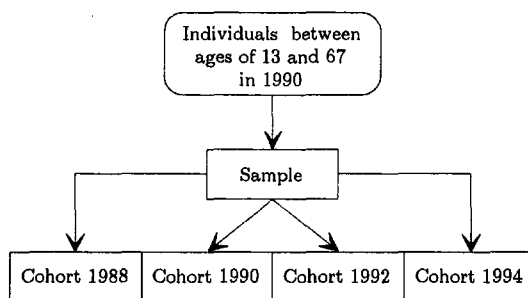 Individuals between
ages of 13 and 67
in 1990
Sample
Cohort 1988
Cohort 1990
Cohort 1992
Cohort 1994